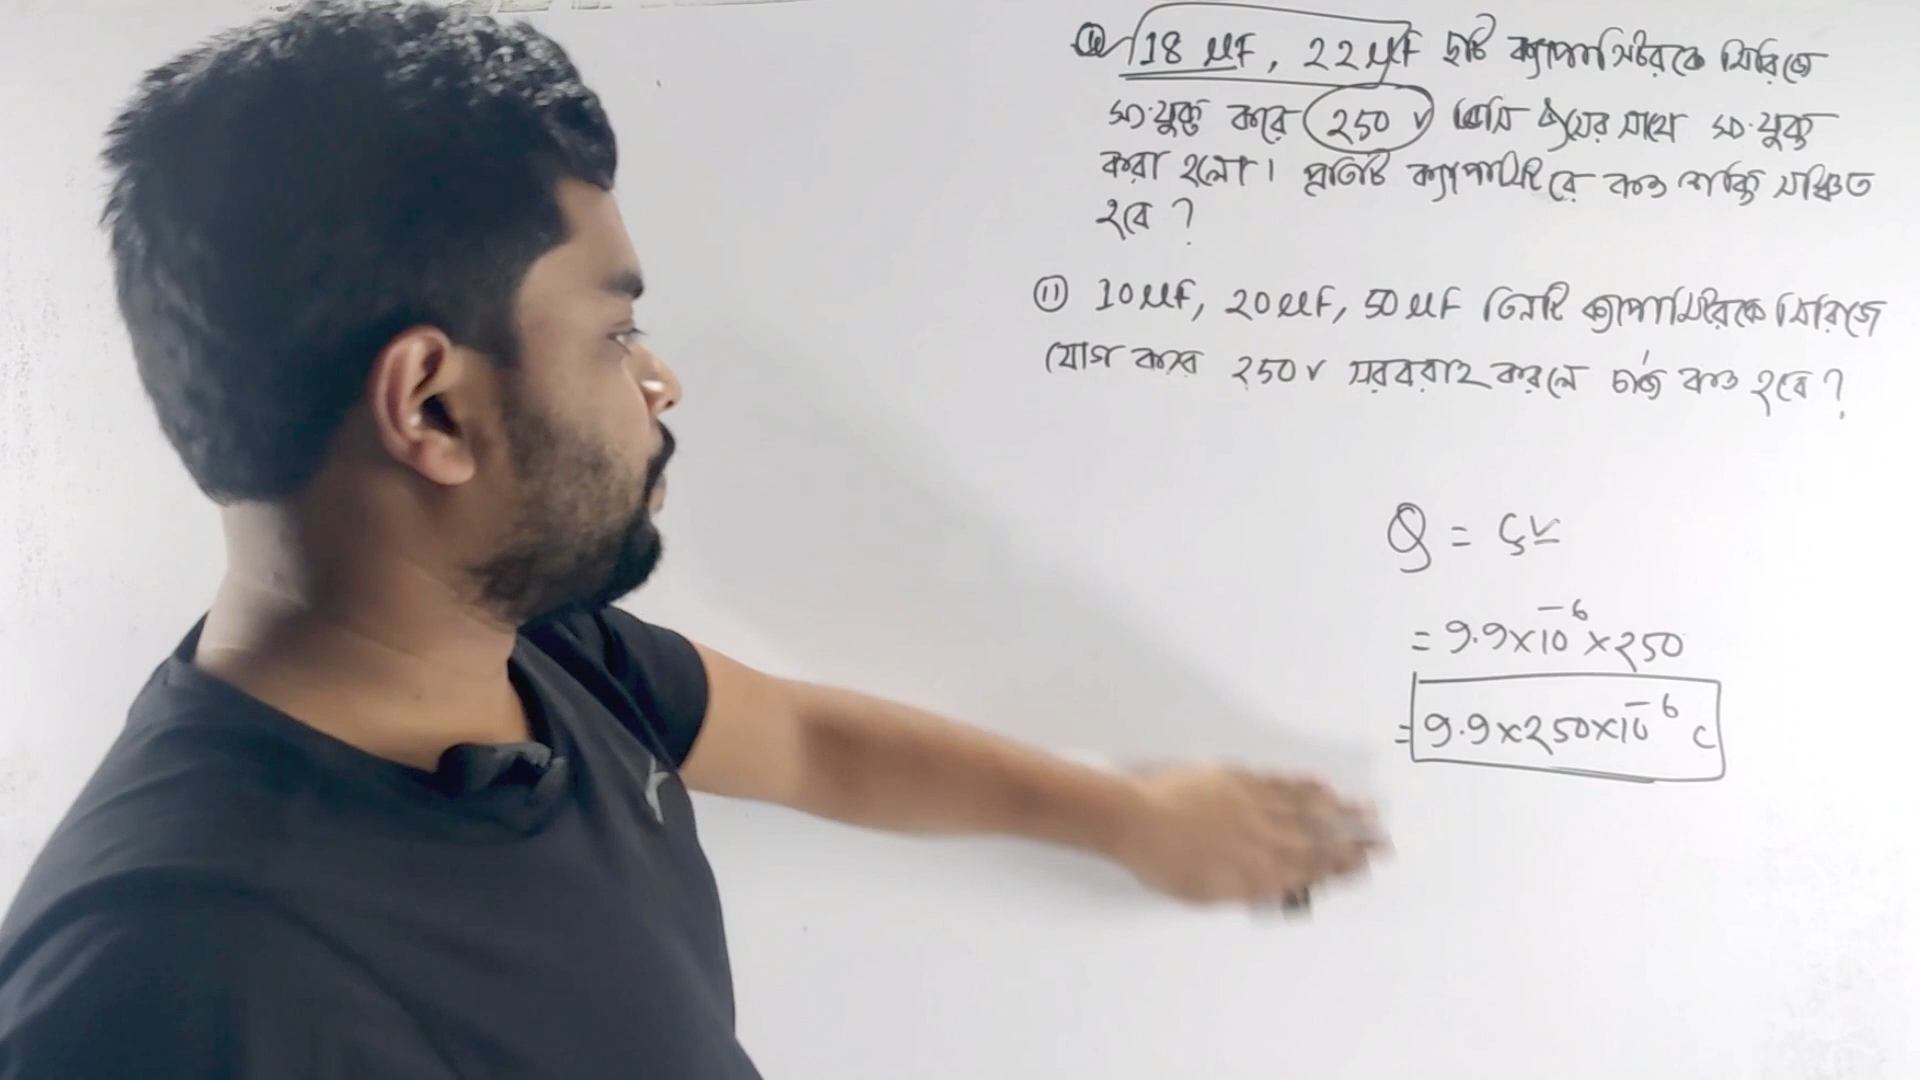 18 μF, 22 μF দুটি ক্যাপাসিটরকে সিরিজে
সংযুক্ত করে 250 V সাথে সংযুক্ত
করা হলো। প্রতিটি ক্যাপাসিটরে কত শক্তি সঞ্চিত
হবে ?
⑪ 10 μF, 20 μF, 50 μF তিনটি ক্যাপাসিটরকে সিরিজে
যোগ করে 250 V সরবরাহ করলে চার্জ কত হবে ?
Q = CV
= 9.9×10⁻⁶×250
= 9.9×250×10⁻⁶ C